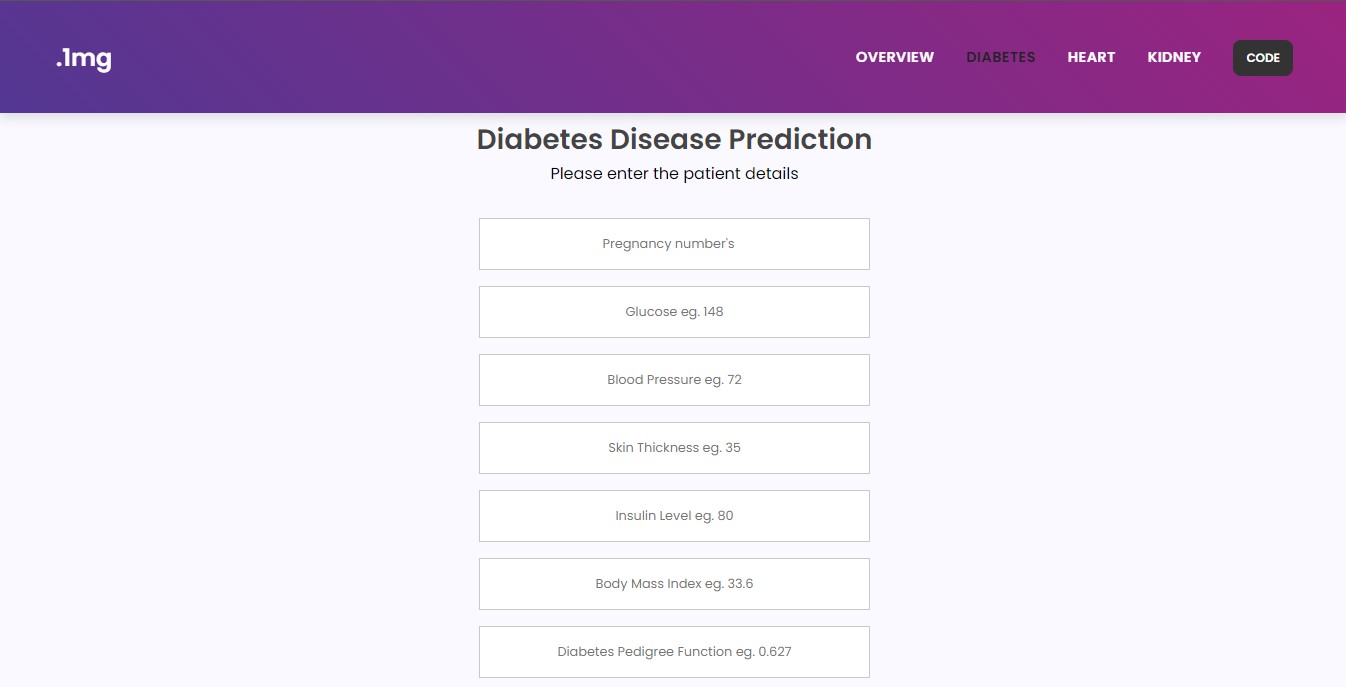 .1mg
OVERVIEW DIABETES HEART KIDNEY CODE
Diabetes Disease Prediction
Please enter the patient details
Pregnancy number's
Glucose eg. 148
Blood Pressure eg. 72
Skin Thickness eg. 35
Insulin Level eg. 80
Body Mass Index eg. 33.6
Diabetes Pedigree Function eg. 0.627